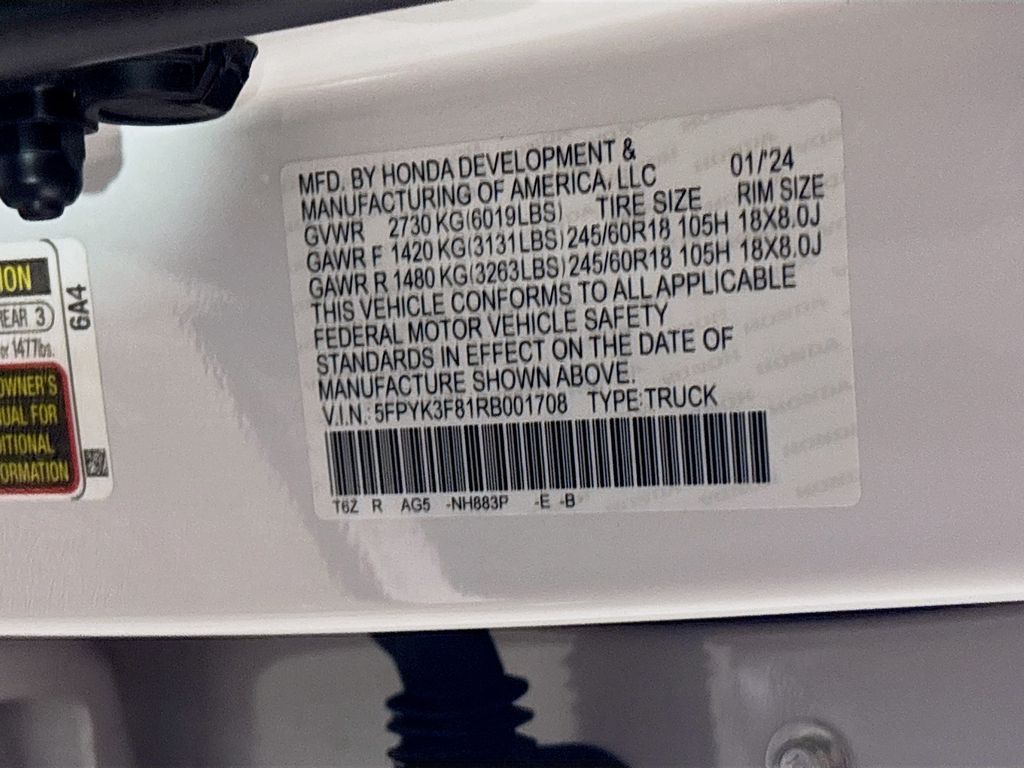 MFD. BY HONDA DEVELOPMENT &
MANUFACTURING OF AMERICA, LLC 01/'24
GVWR 2730 KG(6019LBS) TIRE SIZE RIM SIZE
GAWR F 1420 KG(3131LBS) 245/60R18 105H 18X8.0J
GAWR R 1480 KG(3263LBS) 245/60R18 105H 18X8.0J
THIS VEHICLE CONFORMS TO ALL APPLICABLE
FEDERAL MOTOR VEHICLE SAFETY
STANDARDS IN EFFECT ON THE DATE OF
MANUFACTURE SHOWN ABOVE.
V.I.N.: 5FPYK3F81RB001708 TYPE:TRUCK
T6Z R AG5 -NH883P -E -B
ION
REAR 3
or 1477lbs.
OWNER'S
UAL FOR
ITIONAL
ORMATION
6A4